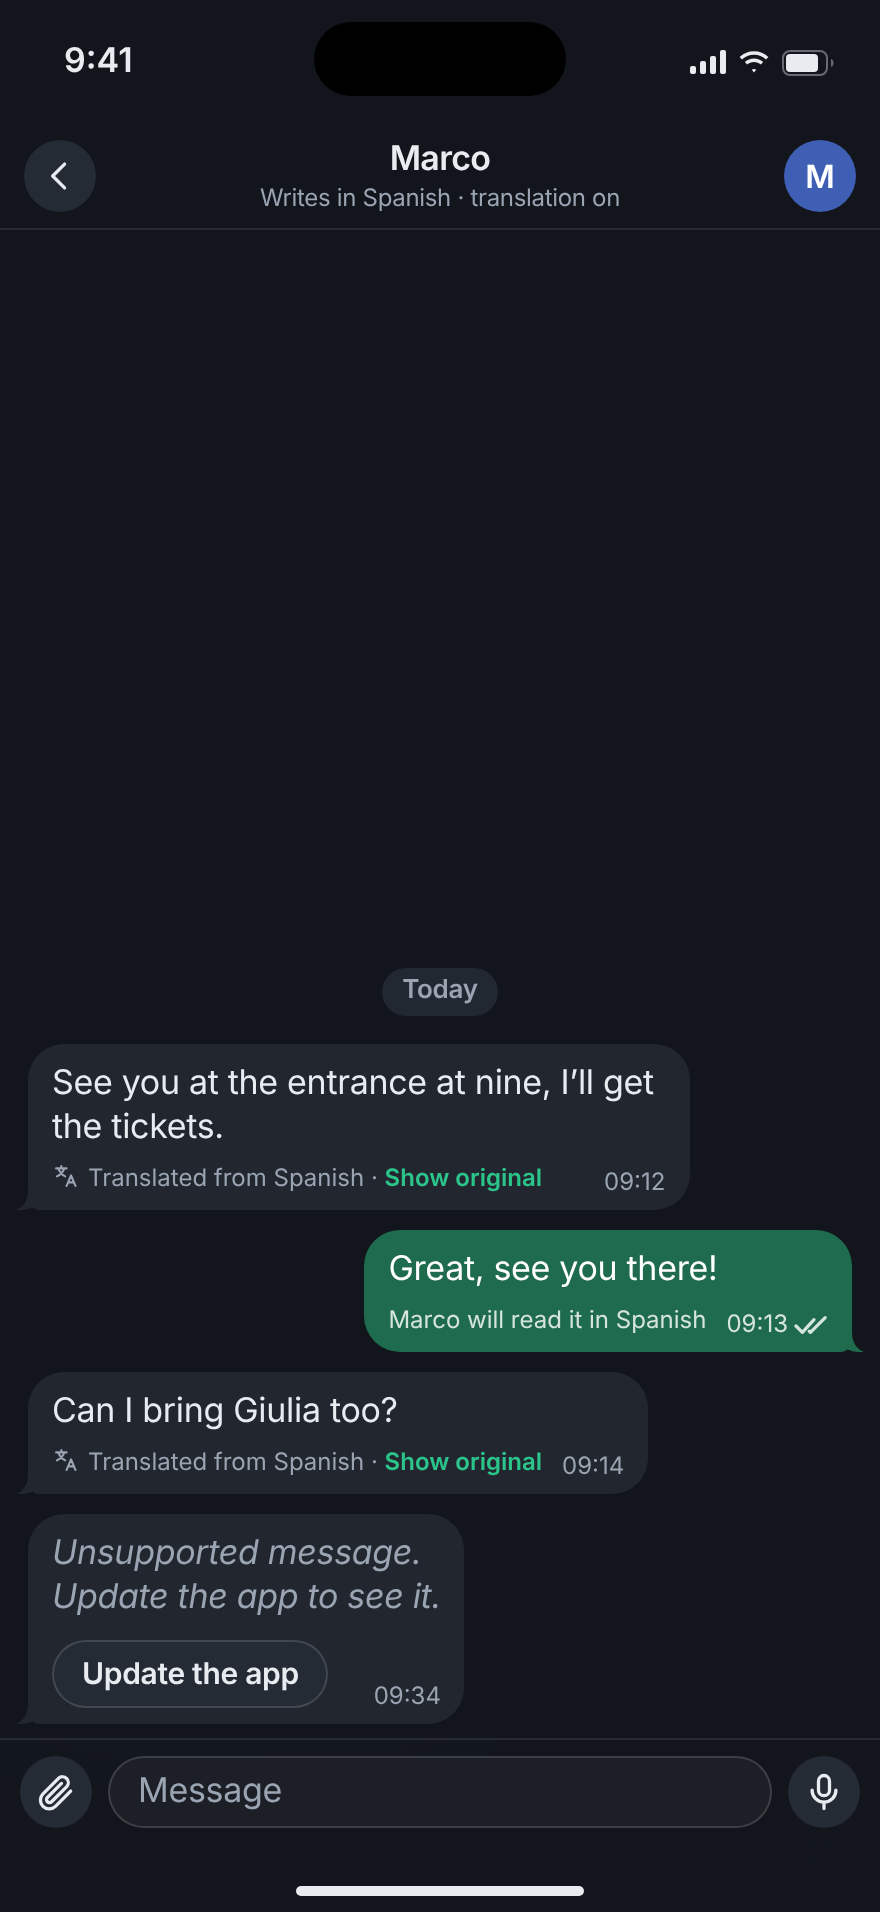 9:41
Marco
Writes in Spanish · translation on
M
Today
See you at the entrance at nine, I’ll get
the tickets.
Translated from Spanish · Show original 09:12
Great, see you there!
Marco will read it in Spanish 09:13
Can I bring Giulia too?
Translated from Spanish · Show original 09:14
Unsupported message.
Update the app to see it.
Update the app 09:34
Message